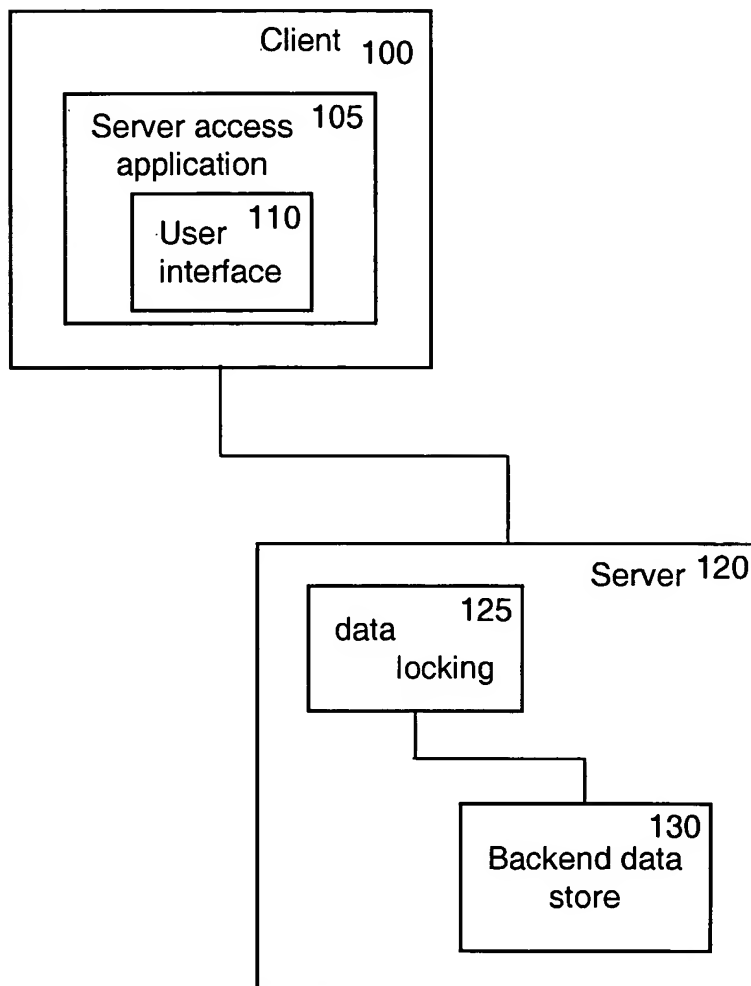 Client 100
Server access 105
application
User 110
interface
Server 120
125
data
locking
130
Backend data
store